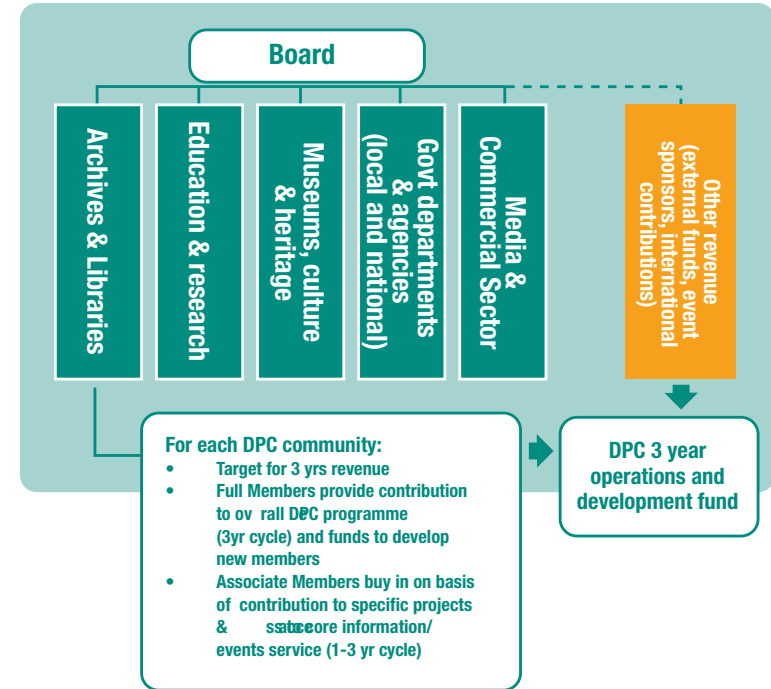 Board
Archives & Libraries
Education & research
Museums, culture
& heritage
Govt departments
& agencies
(local and national)
Media &
Commercial Sector
Other revenue
(external funds, event
sponsors, international
contributions)
For each DPC community:
• Target for 3 yrs revenue
• Full Members provide contribution
to ov rall DPC programme
(3yr cycle) and funds to develop
new members
• Associate Members buy in on basis
of contribution to specific projects
& core information/
events service (1-3 yr cycle)
DPC 3 year
operations and
development fund